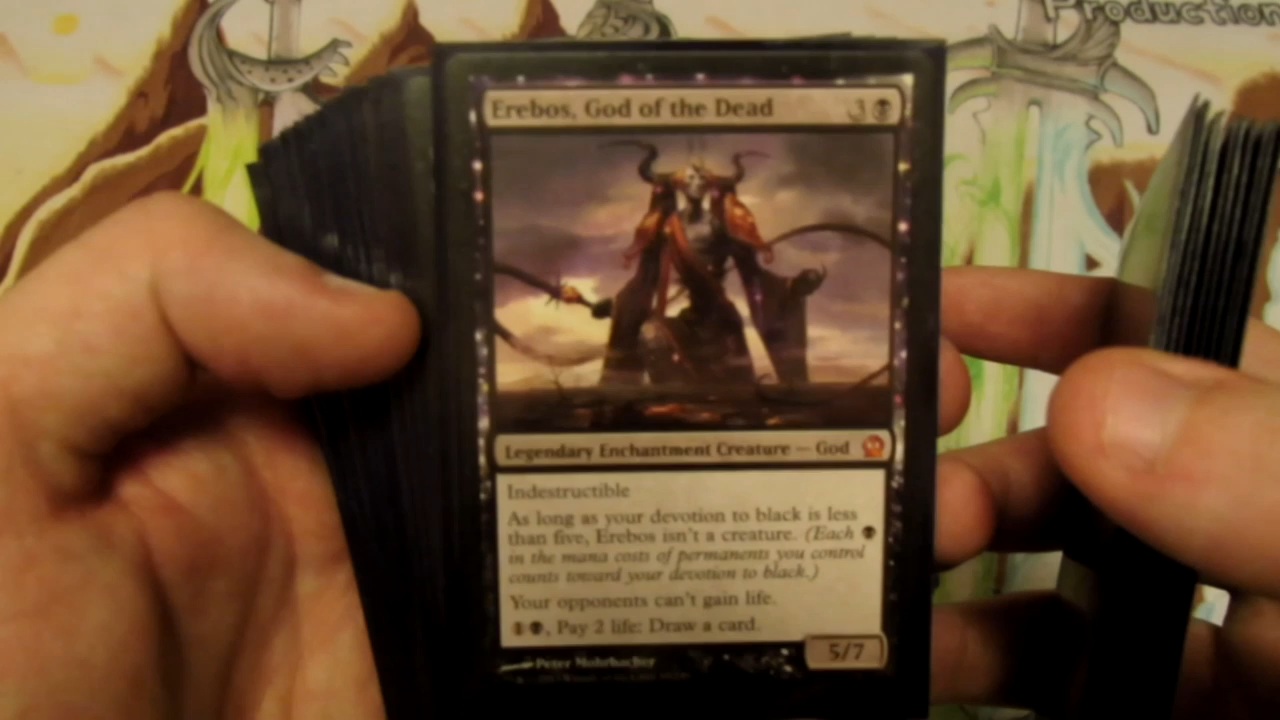 Production
Erebos, God of the Dead 3
Legendary Enchantment Creature — God
Indestructible
As long as your devotion to black is less
than five, Erebos isn't a creature. (Each
in the mana costs of permanents you control
counts toward your devotion to black.)
Your opponents can't gain life.
1, Pay 2 life: Draw a card.
5/7
Peter Mohrbacher